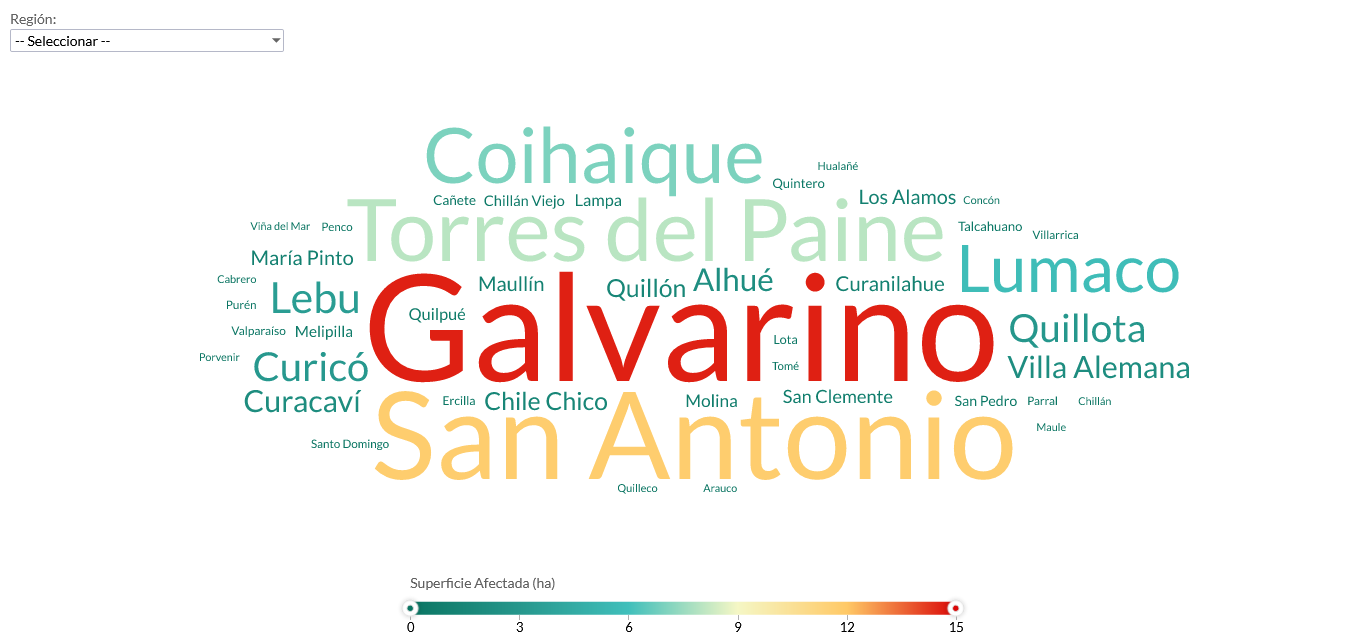 Región:
-- Seleccionar --
Coihaique
Hualañé
Quintero
Cañete Chillán Viejo Lampa
Los Alamos Concón
Torres del Paine
Viña del Mar Penco
Talcahuano
Villarrica
María Pinto
Lumaco
Cabrero
Maullín Quillón Alhué Curanilahue
Lebu
Purén
Quilpué
Galvarino
Quillota
Valparaíso Melipilla
Lota
Porvenir
Curicó
Tomé
Villa Alemana
Curacaví
Ercilla Chile Chico Molina San Clemente San Pedro Parral Chillán
San Antonio
Maule
Santo Domingo
Quilleco Arauco
Superficie Afectada (ha)
0 3 6 9 12 15